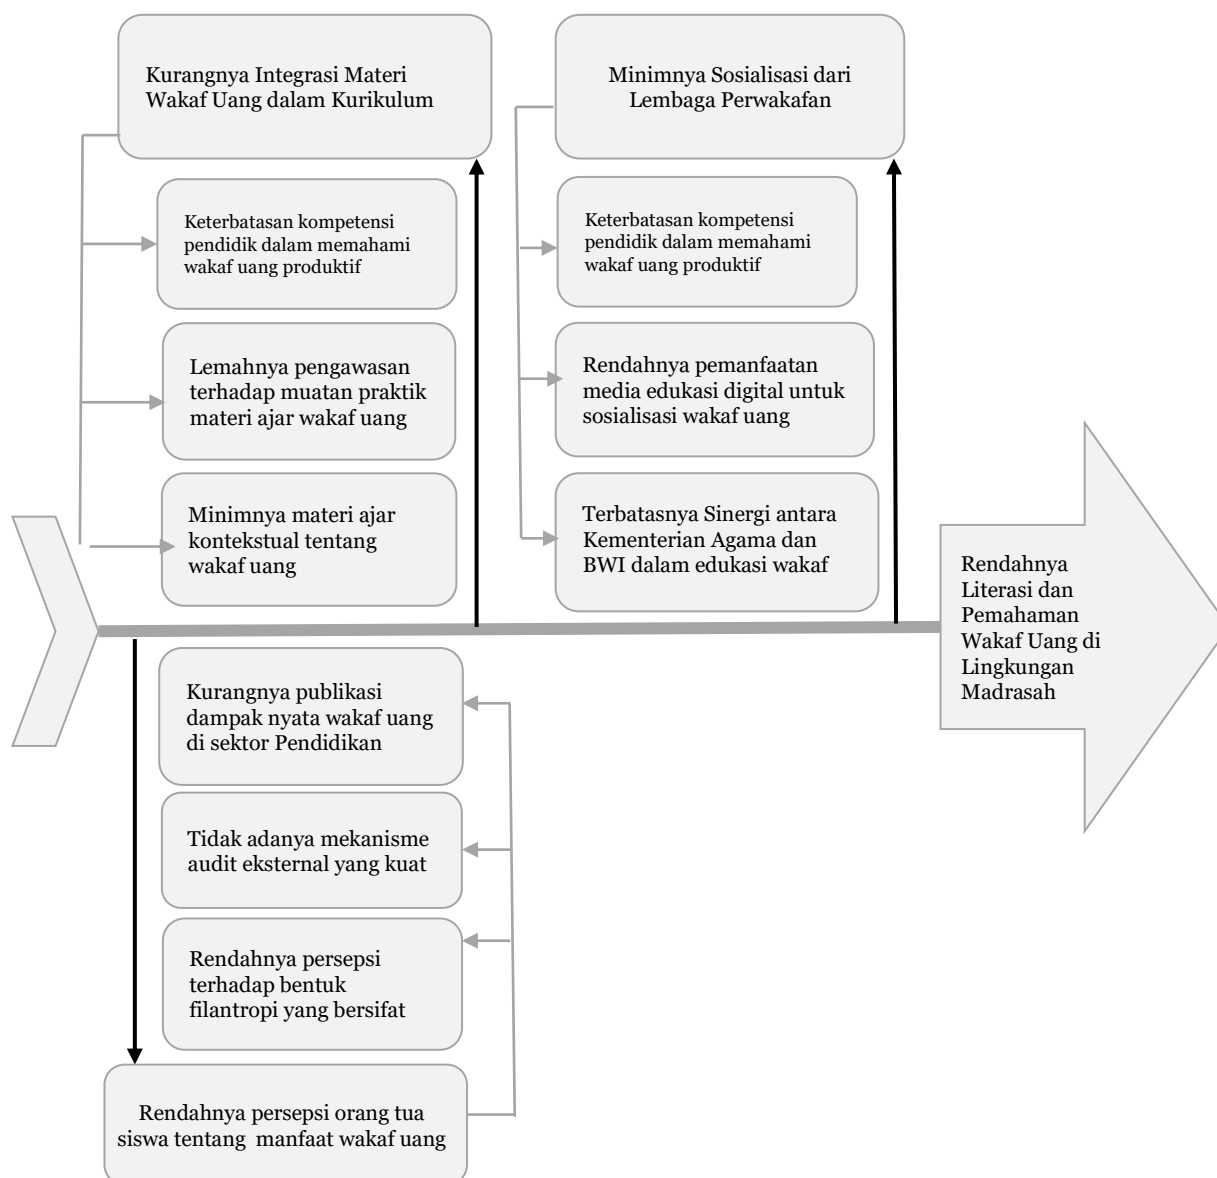 Kurangnya Integrasi Materi
Wakaf Uang dalam Kurikulum
Keterbatasan kompetensi
pendidik dalam memahami
wakaf uang produktif
Lemahnya pengawasan
terhadap muatan praktik
materi ajar wakaf uang
Minimnya materi ajar
kontekstual tentang
wakaf uang
Minimnya Sosialisasi dari
Lembaga Perwakafan
Keterbatasan kompetensi
pendidik dalam memahami
wakaf uang produktif
Rendahnya pemanfaatan
media edukasi digital untuk
sosialisasi wakaf uang
Terbatasnya Sinergi antara
Kementerian Agama dan
BWI dalam edukasi wakaf
Kurangnya publikasi
dampak nyata wakaf uang
di sektor Pendidikan
Tidak adanya mekanisme
audit eksternal yang kuat
Rendahnya persepsi
terhadap bentuk
filantropi yang bersifat
Rendahnya persepsi orang tua
siswa tentang manfaat wakaf uang
Rendahnya
Literasi dan
Pemahaman
Wakaf Uang di
Lingkungan
Madrasah